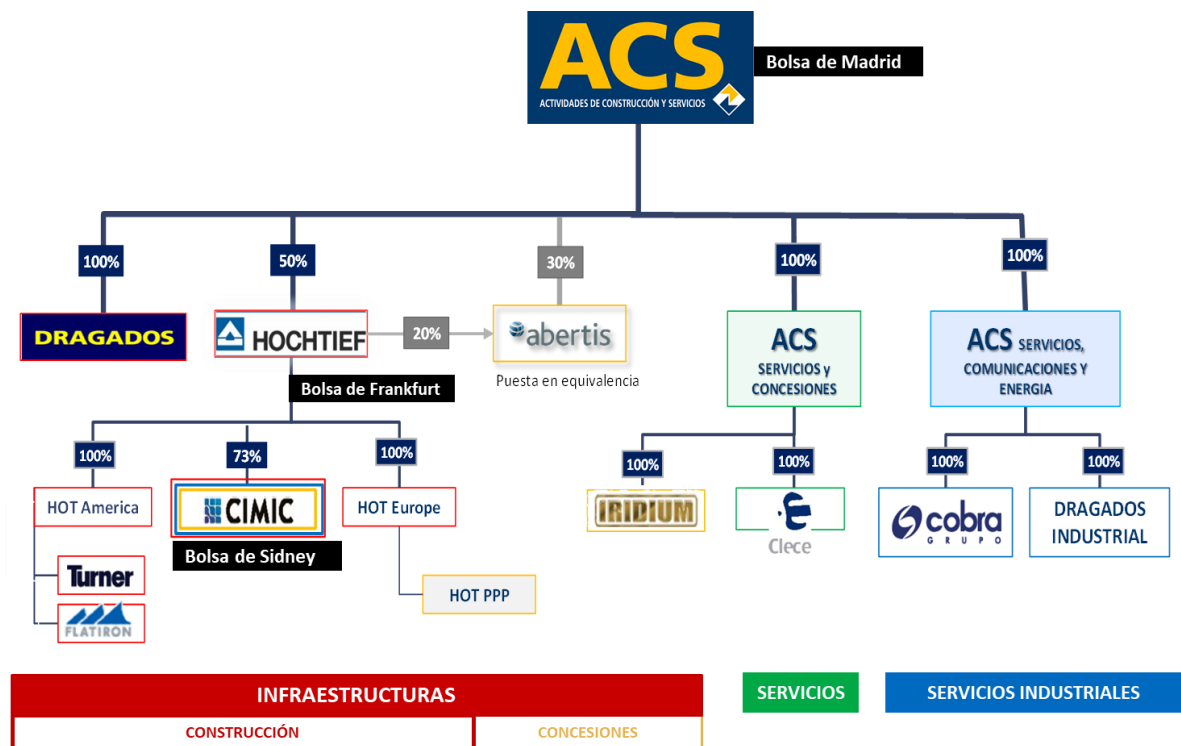 ACS
ACTIVIDADES DE CONSTRUCCIÓN Y SERVICIOS
Bolsa de Madrid
100%
50%
30%
100%
100%
DRAGADOS
HOCHTIEF
20%
abertis
Puesta en equivalencia
ACS
SERVICIOS y
CONCESIONES
ACS SERVICIOS,
COMUNICACIONES Y
ENERGIA
Bolsa de Frankfurt
100%
73%
100%
100%
100%
100%
100%
HOT America
CIMIC
HOT Europe
IRIDIUM
Clece
cobra
GRUPO
DRAGADOS
INDUSTRIAL
Bolsa de Sidney
Turner
FLATIRON
HOT PPP
INFRAESTRUCTURAS
SERVICIOS
SERVICIOS INDUSTRIALES
CONSTRUCCIÓN
CONCESIONES